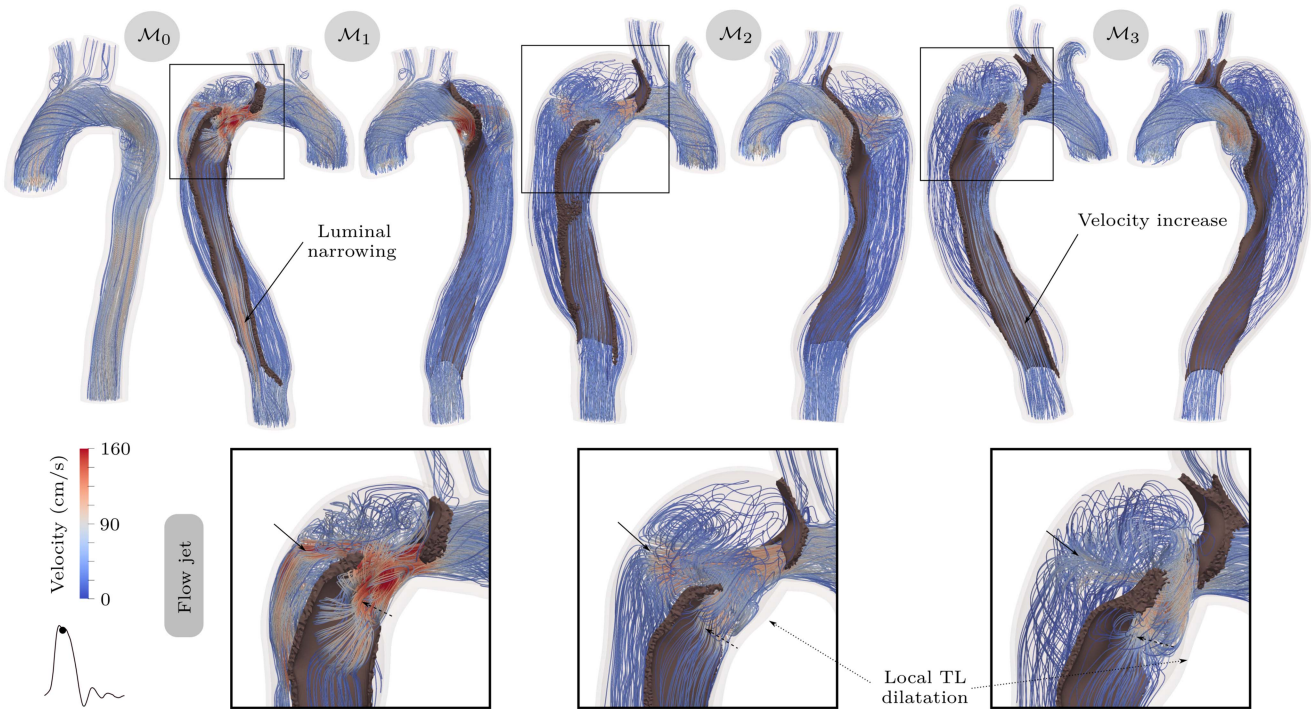 M0
M1
M2
M3
Luminal
narrowing
Velocity increase
Velocity (cm/s)
160
90
0
Flow jet
Local TL
dilatation